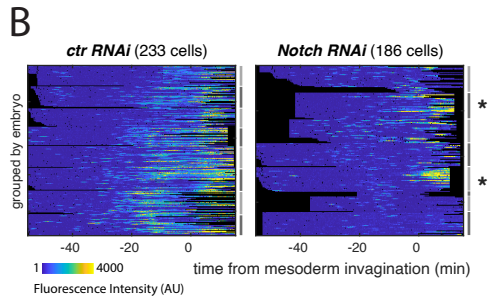 B
ctr RNAi (233 cells)
Notch RNAi (186 cells)
grouped by embryo
*
*
-40 -20 0
-40 -20 0
time from mesoderm invagination (min)
1 4000
Fluorescence Intensity (AU)